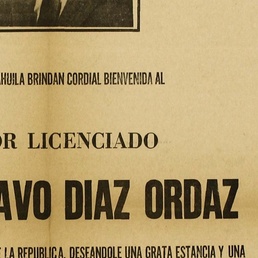 AHUILA BRINDAN CORDIAL BIENVENIDA AL
OR LICENCIADO
AVO DIAZ ORDAZ
LA REPUBLICA, DESEANDOLE UNA GRATA ESTANCIA Y UNA